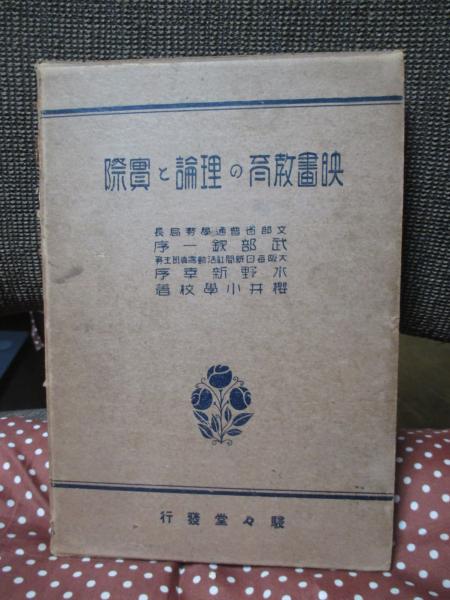 映畫敎育の理論と實際
文部省普通學務局長
武部欽一序
大阪每日新聞社活動寫眞班主事
水野新幸序
櫻井小學校著
駸々堂發行